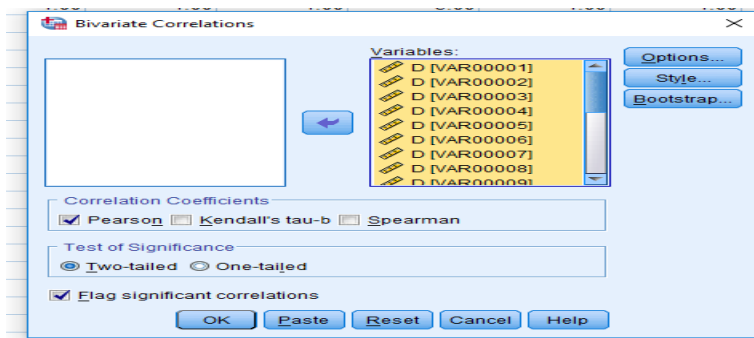 Bivariate Correlations
Variables:
D [VAR00001]
D [VAR00002]
D [VAR00003]
D [VAR00004]
D [VAR00005]
D [VAR00006]
D [VAR00007]
D [VAR00008]
D [VAR00009]
Options...
Style...
Bootstrap...
Correlation Coefficients
Pearson Kendall's tau-b Spearman
Test of Significance
Two-tailed One-tailed
Flag significant correlations
OK Paste Reset Cancel Help